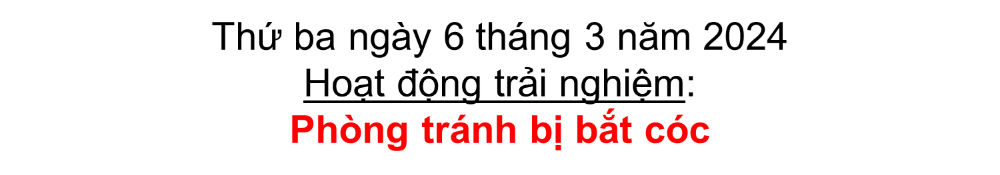 Thứ ba ngày 6 tháng 3 năm 2024
Hoạt động trải nghiệm:
Phòng tránh bị bắt cóc